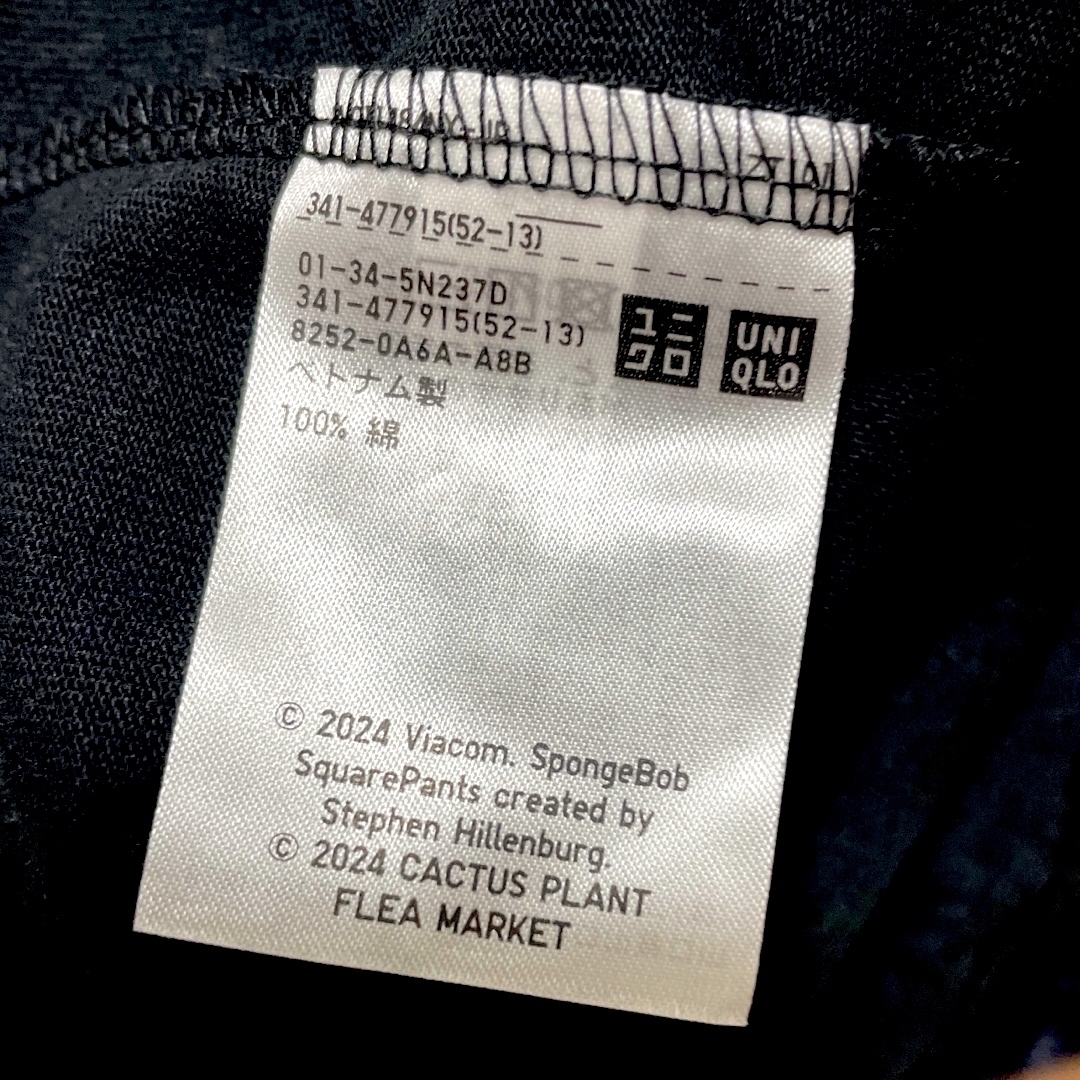 341-477915(52-13)
01-34-5N237D
341-477915(52-13)
8252-0A6A-A8B
ベトナム製
100% 綿
ユニ
クロ
UNI
QLO
© 2024 Viacom. SpongeBob
SquarePants created by
Stephen Hillenburg.
© 2024 CACTUS PLANT
FLEA MARKET